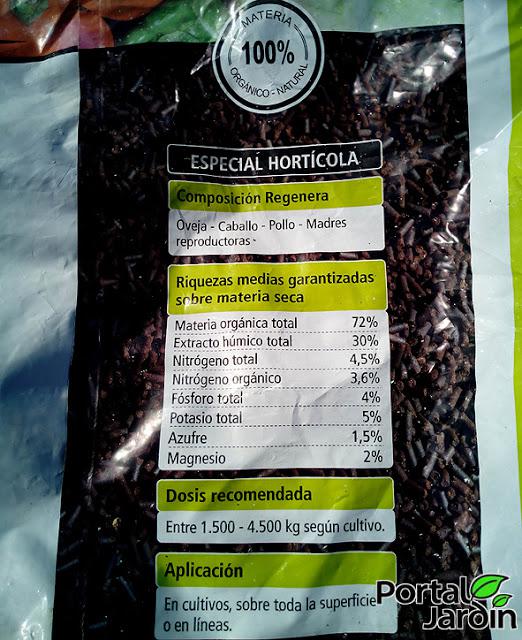 MATERIA
100%
ORGÁNICO - NATURAL
ESPECIAL HORTÍCOLA
Composición Regenera
Oveja - Caballo - Pollo - Madres
reproductoras -
Riquezas medias garantizadas
sobre materia seca
Materia orgánica total 72%
Extracto húmico total 30%
Nitrógeno total 4,5%
Nitrógeno orgánico 3,6%
Fósforo total 4%
Potasio total 5%
Azufre 1,5%
Magnesio 2%
Dosis recomendada
Entre 1.500 - 4.500 kg según cultivo.
Aplicación
En cultivos, sobre toda la superficie
o en líneas.
Portal
Jardín